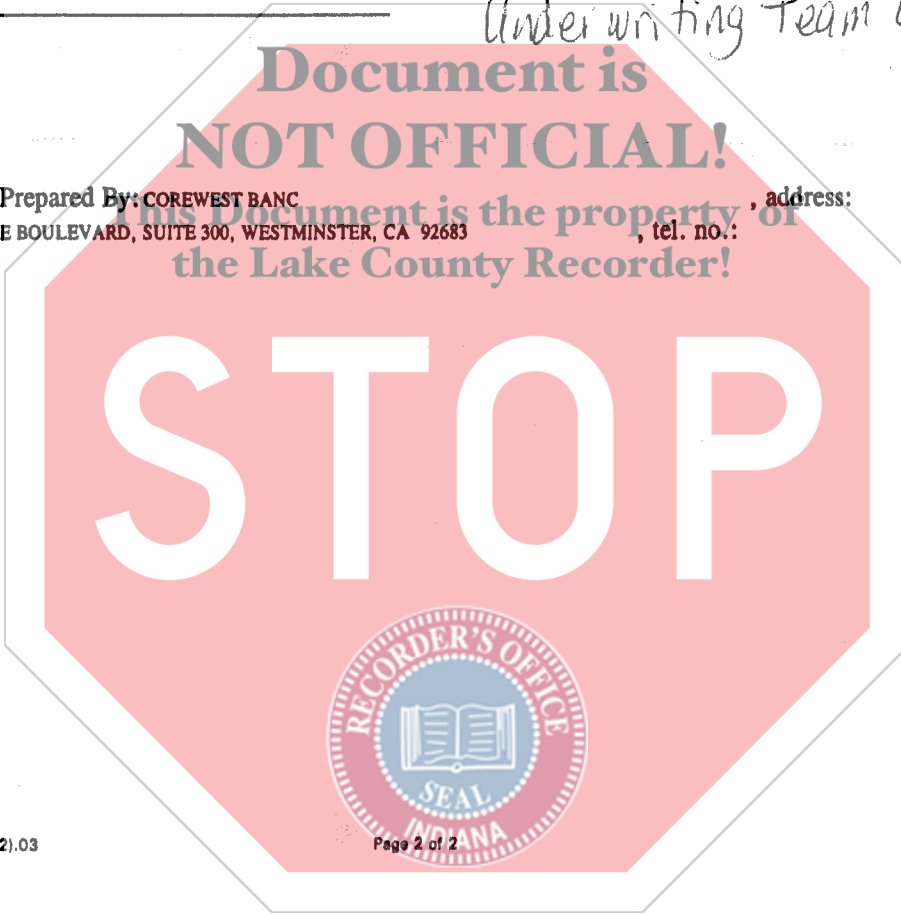 Underwriting Team
Document is
NOT OFFICIAL!
Prepared By: COREWEST BANC , address:
This Document is the property of
E BOULEVARD, SUITE 300, WESTMINSTER, CA 92683 , tel. no.:
the Lake County Recorder!
STOP
RECORDER'S OFFICE
SEAL
INDIANA
2).03 Page 2 of 2